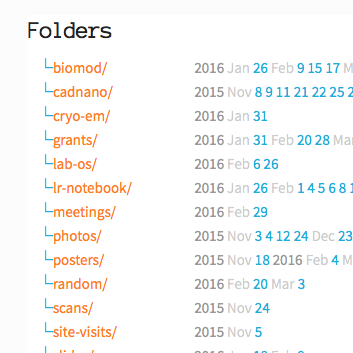 Folders
biomod/ 2016 Jan 26 Feb 9 15 17
cadnano/ 2015 Nov 8 9 11 21 22 25
cryo-em/ 2016 Jan 31
grants/ 2016 Jan 31 Feb 20 28 Mar
lab-os/ 2016 Feb 6 26
lr-notebook/ 2016 Jan 26 Feb 1 4 5 6 8
meetings/ 2016 Feb 29
photos/ 2015 Nov 3 4 12 24 Dec 23
posters/ 2015 Nov 18 2016 Feb 4
random/ 2016 Feb 20 Mar 3
scans/ 2015 Nov 24
site-visits/ 2015 Nov 5